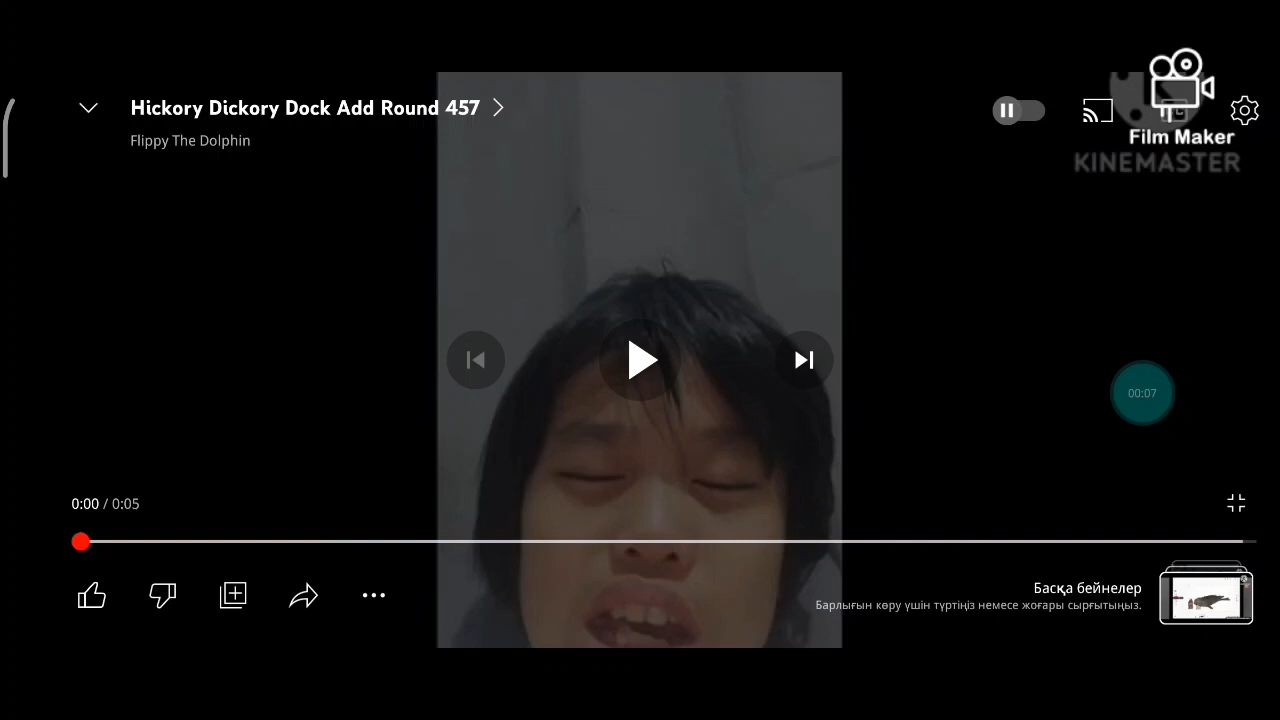 Hickory Dickory Dock Add Round 457
Flippy The Dolphin
Film Maker
KINEMASTER
00:07
0:00 / 0:05
Басқа бейнелер
Барлығын көру үшін түртіңіз немесе жоғары сырғытыңыз.